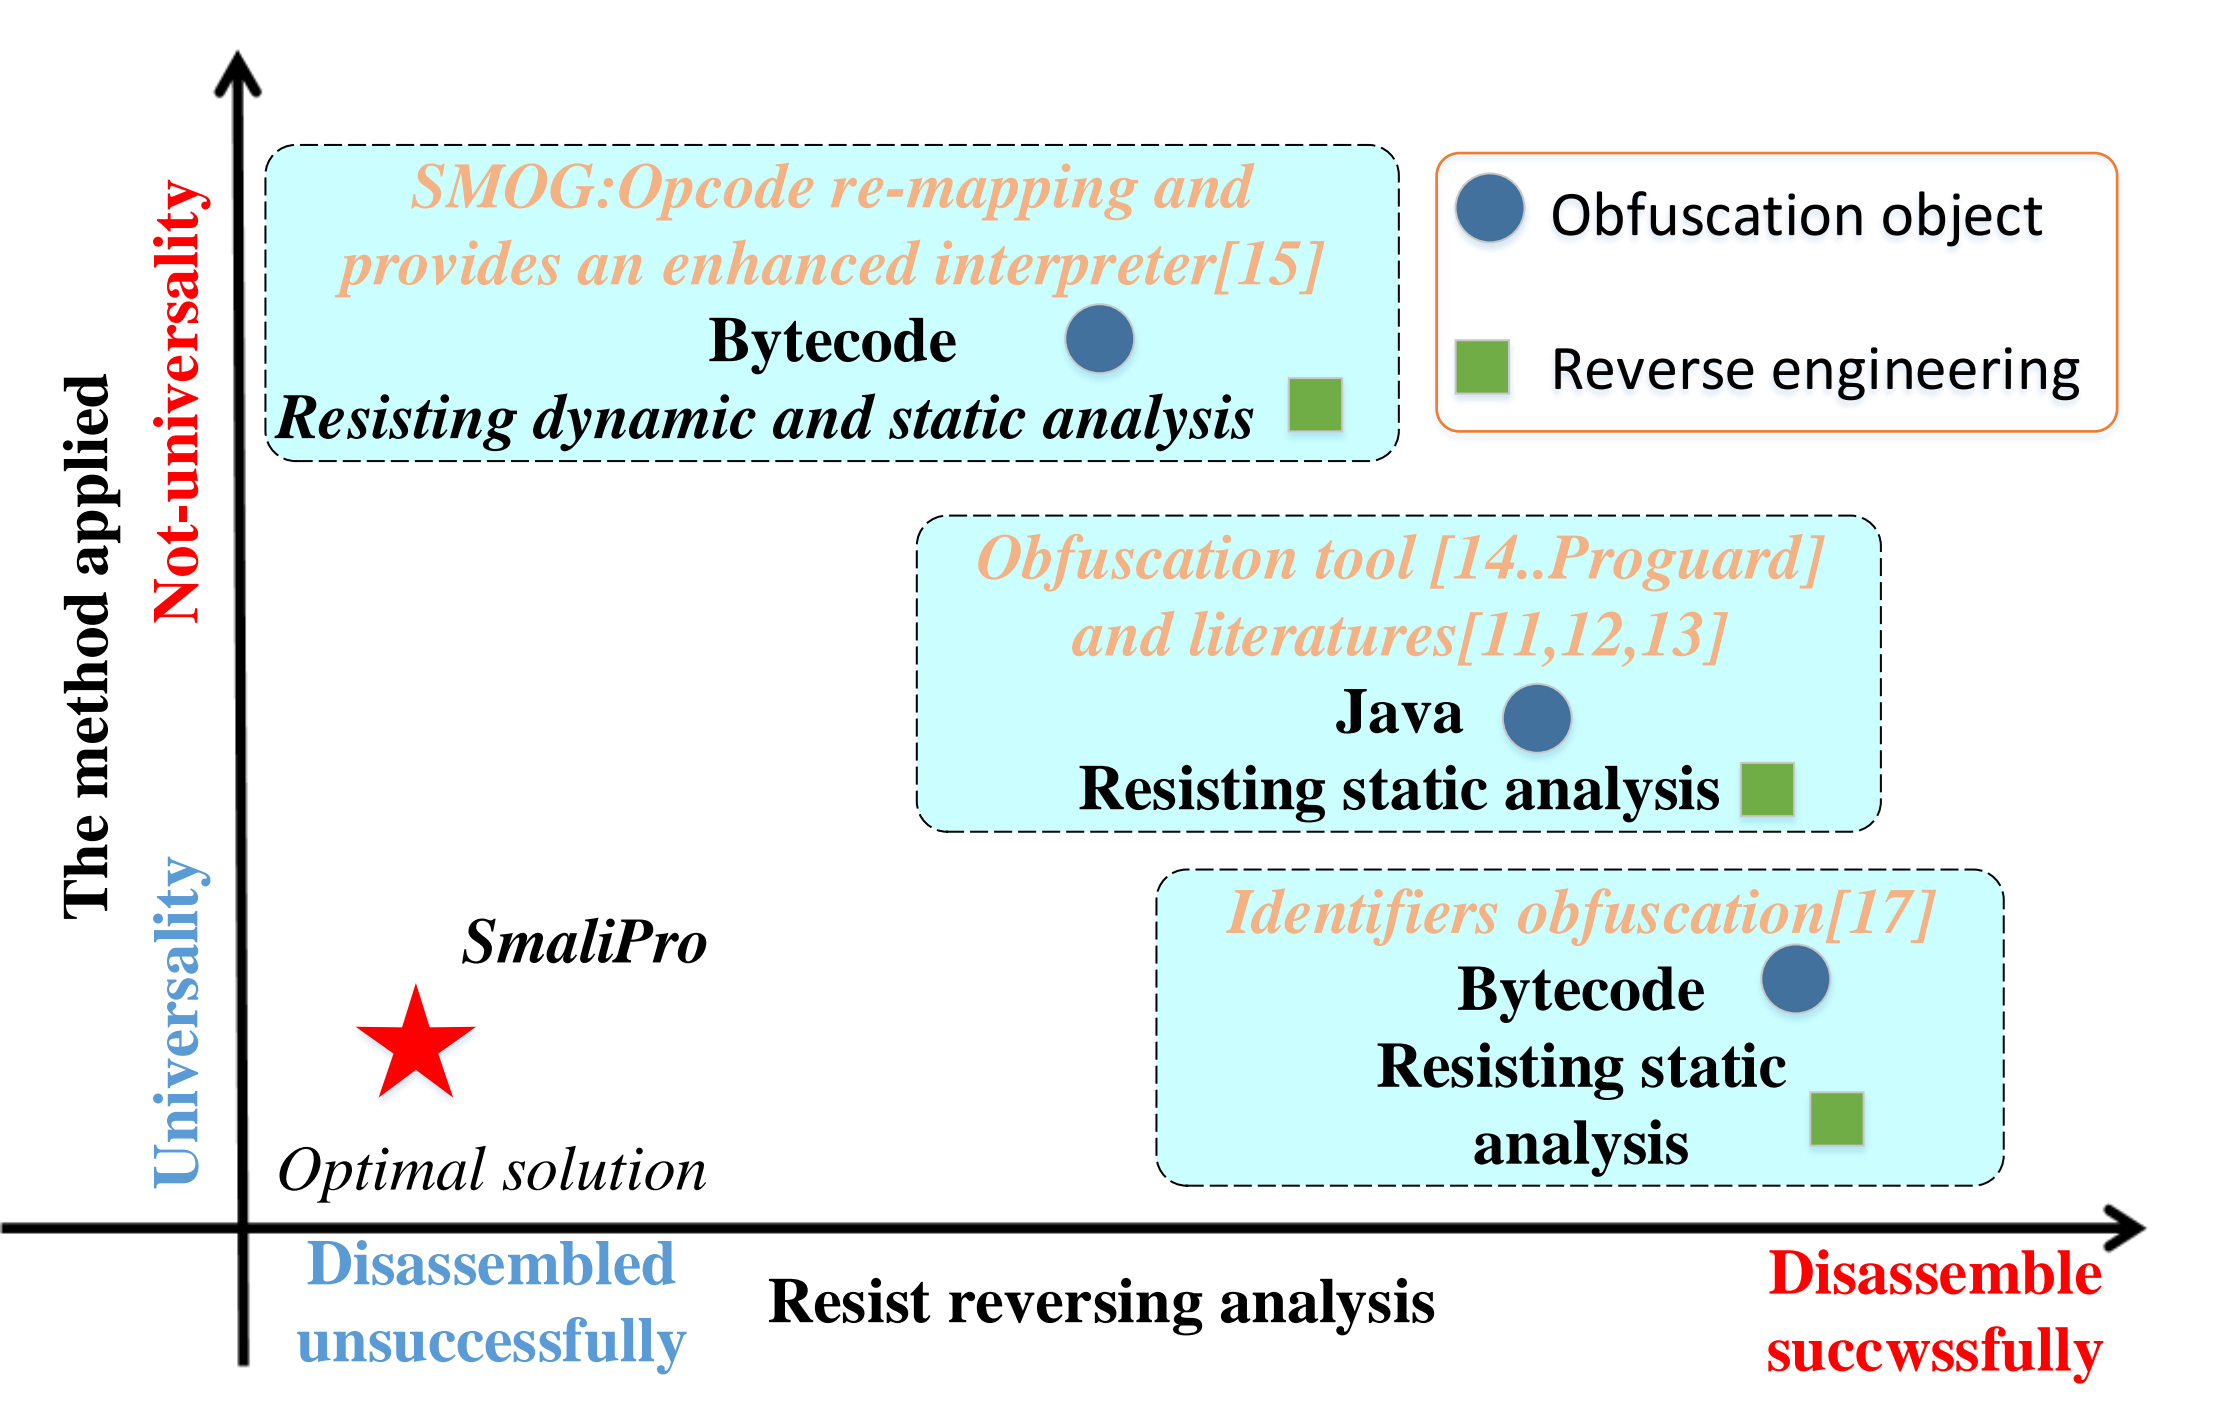 The method applied
Not-universality
Universality
SMOG:Opcode re-mapping and
provides an enhanced interpreter[15]
Bytecode
Resisting dynamic and static analysis
Obfuscation object
Reverse engineering
Obfuscation tool [14..Proguard]
and literatures[11,12,13]
Java
Resisting static analysis
Identifiers obfuscation[17]
Bytecode
Resisting static
analysis
SmaliPro
Optimal solution
Disassembled
unsuccessfully
Resist reversing analysis
Disassemble
succwssfully